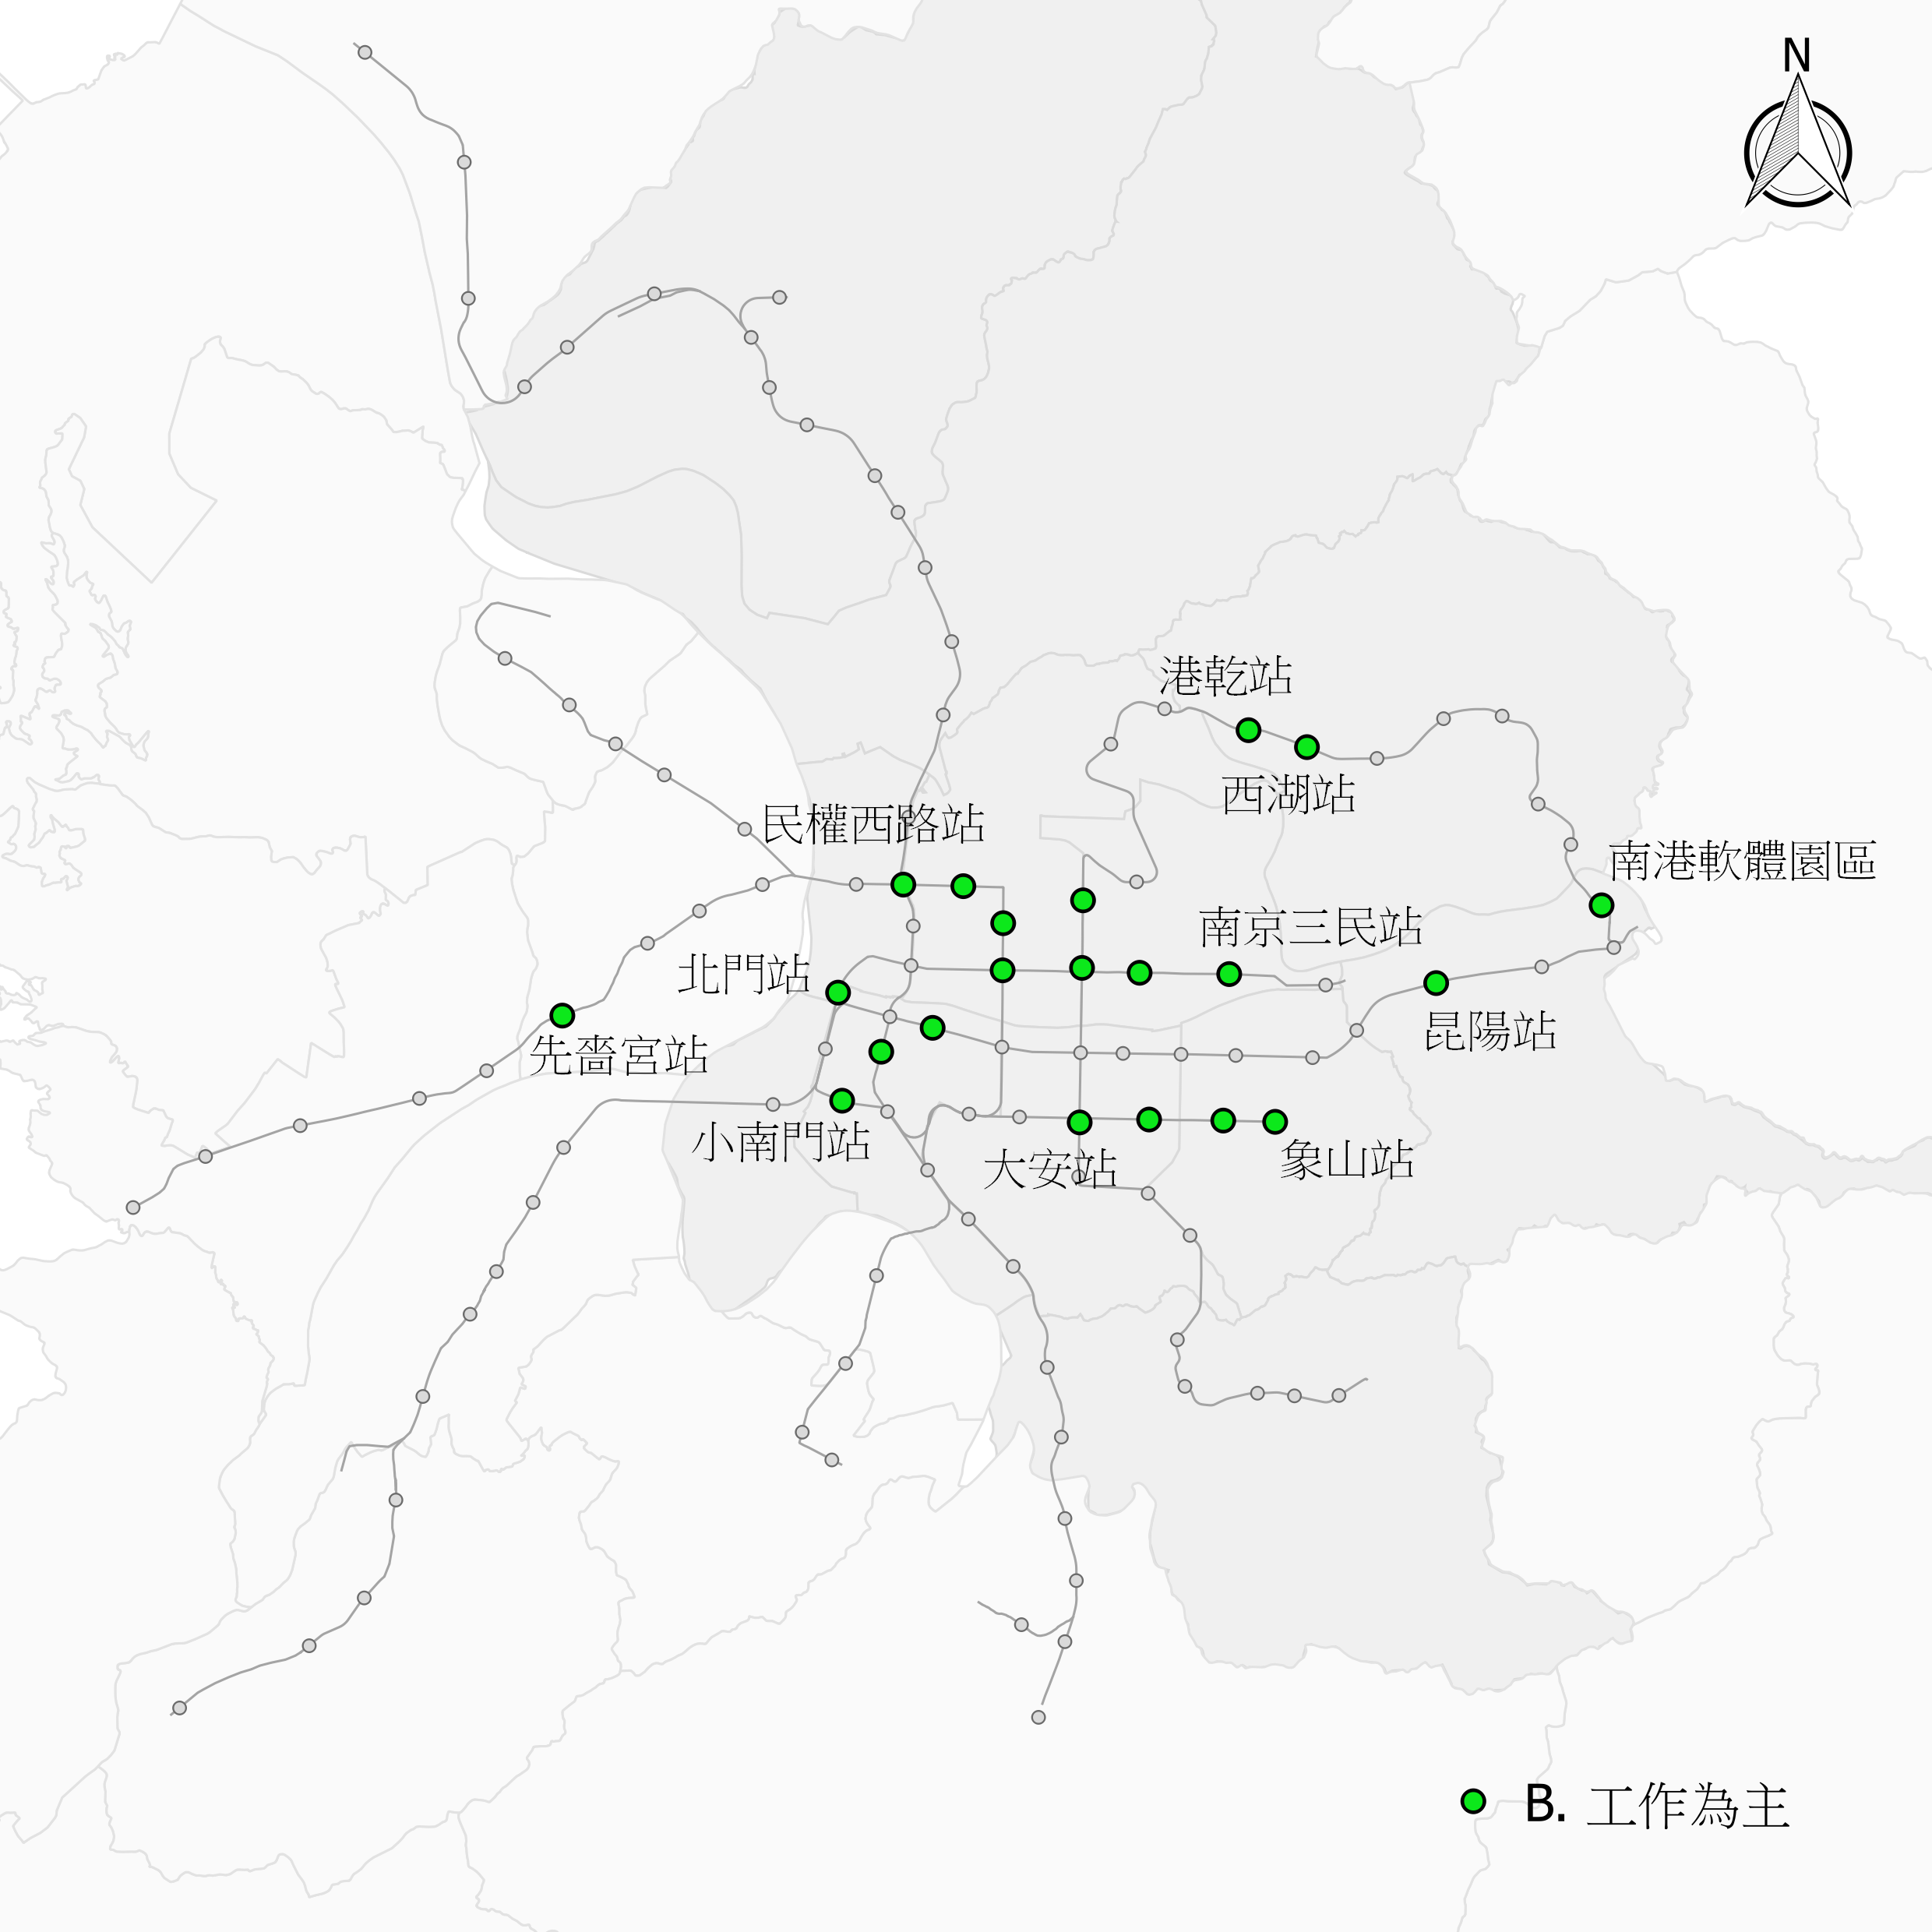 N
港乾站
西湖站
民權西路站
南港軟體園區
南京三民站
北門站
昆陽站
先嗇宮站
小南門站
大安站
象山站
B. 工作為主